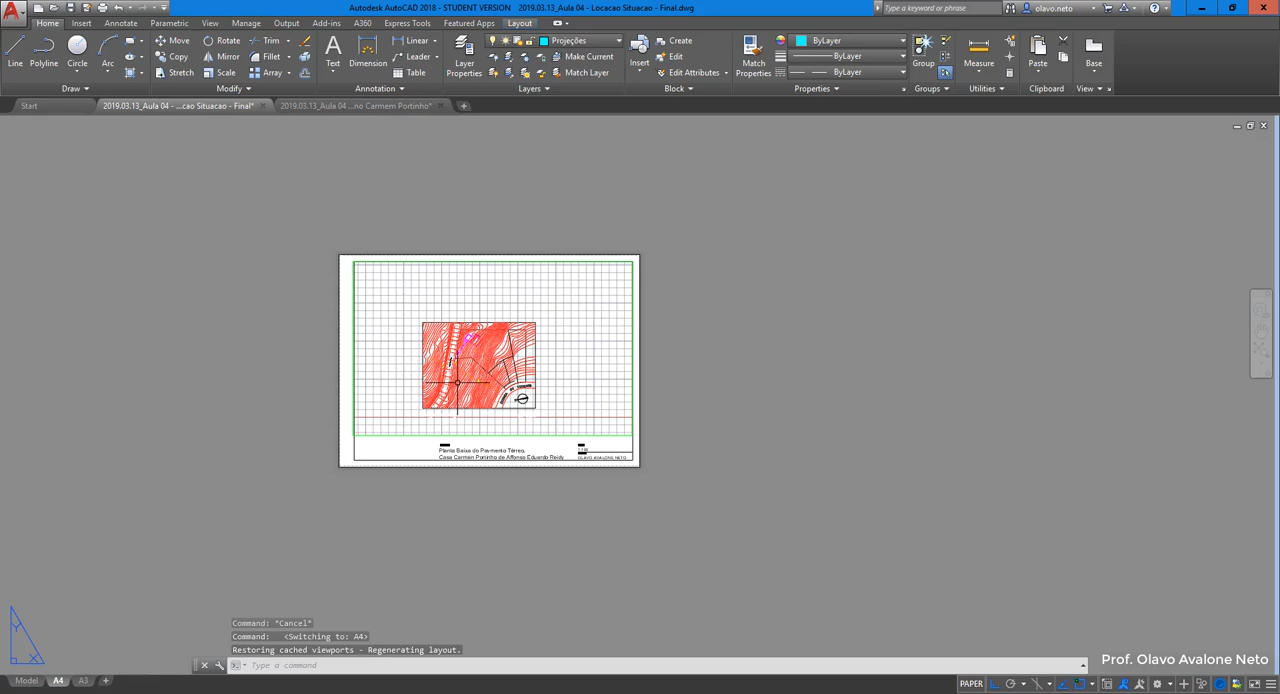 Autodesk AutoCAD 2018 - STUDENT VERSION 2019.03.13_Aula 04 - Locacao Situacao - Final.dwg
Type a keyword or phrase
olavo.neto
Home Insert Annotate Parametric View Manage Output Add-ins A360 Express Tools Featured Apps Layout
Line Polyline Circle Arc
Move Rotate Trim
Copy Mirror Fillet
Stretch Scale Array
Text Dimension
Linear
Leader
Table
Layer Properties
Projeções
Make Current
Match Layer
Insert
Create
Edit
Edit Attributes
Match Properties
ByLayer
ByLayer
ByLayer
Group Measure Paste Base
Draw Modify Annotation Layers Block Properties Groups Utilities Clipboard View
Start 2019.03.13_Aula 04 - ...cao Situacao - Final* 2019.03.13_Aula 04 ...no Carmem Portinho*
Planta Baixa do Pavmento Térreo.
Casa Carmen Portinho de Affonso Eduardo Reidy
OLAVO AVALONE NETO
Y
X
Command: *Cancel*
Command: <Switching to: A4>
Restoring cached viewports - Regenerating layout.
Type a command
Prof. Olavo Avalone Neto
Model A4 A3
PAPER